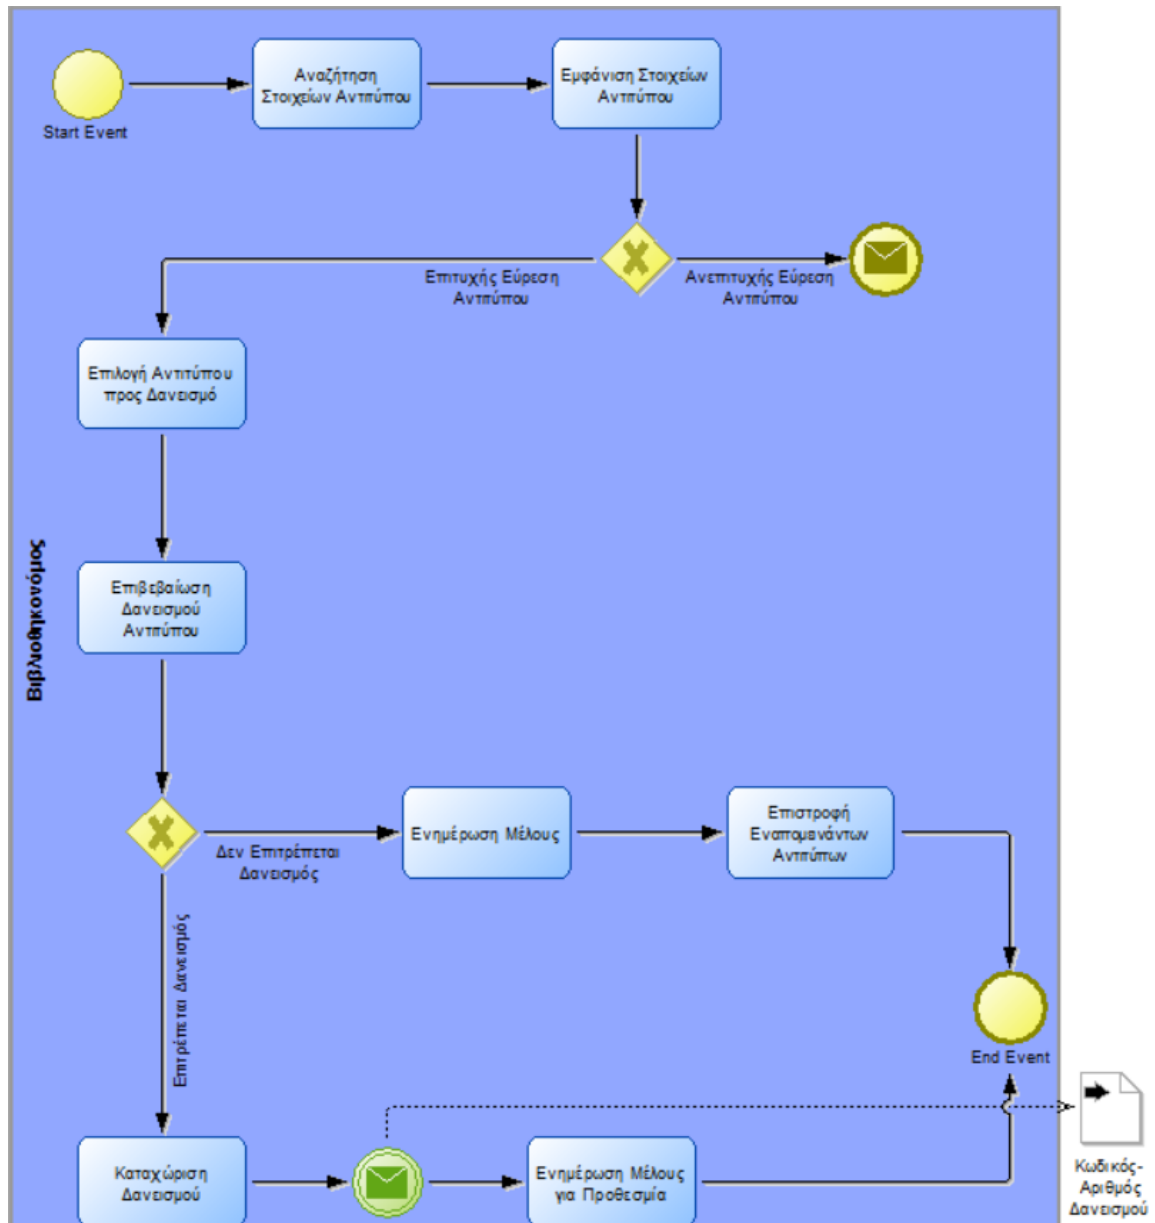 Start Event
Αναζήτηση
Στοιχείων Αντιτύπου
Εμφάνιση Στοιχείων
Αντιτύπου
Επιτυχής Εύρεση
Αντιτύπου
Ανεπιτυχής Εύρεση
Αντιτύπου
Επιλογή Αντιτύπου
προς Δανεισμό
Βιβλιοθηκονόμος
Επιβεβαίωση
Δανεισμού
Αντιτύπου
Δεν Επιτρέπεται
Δανεισμός
Ενημέρωση Μέλους
Επιστροφή
Εναπομενάντων
Αντιτύπων
Επιτρέπεται Δανεισμός
End Event
Καταχώριση
Δανεισμού
Ενημέρωση Μέλους
για Προθεσμία
Κωδικός-
Αριθμός
Δανεισμού